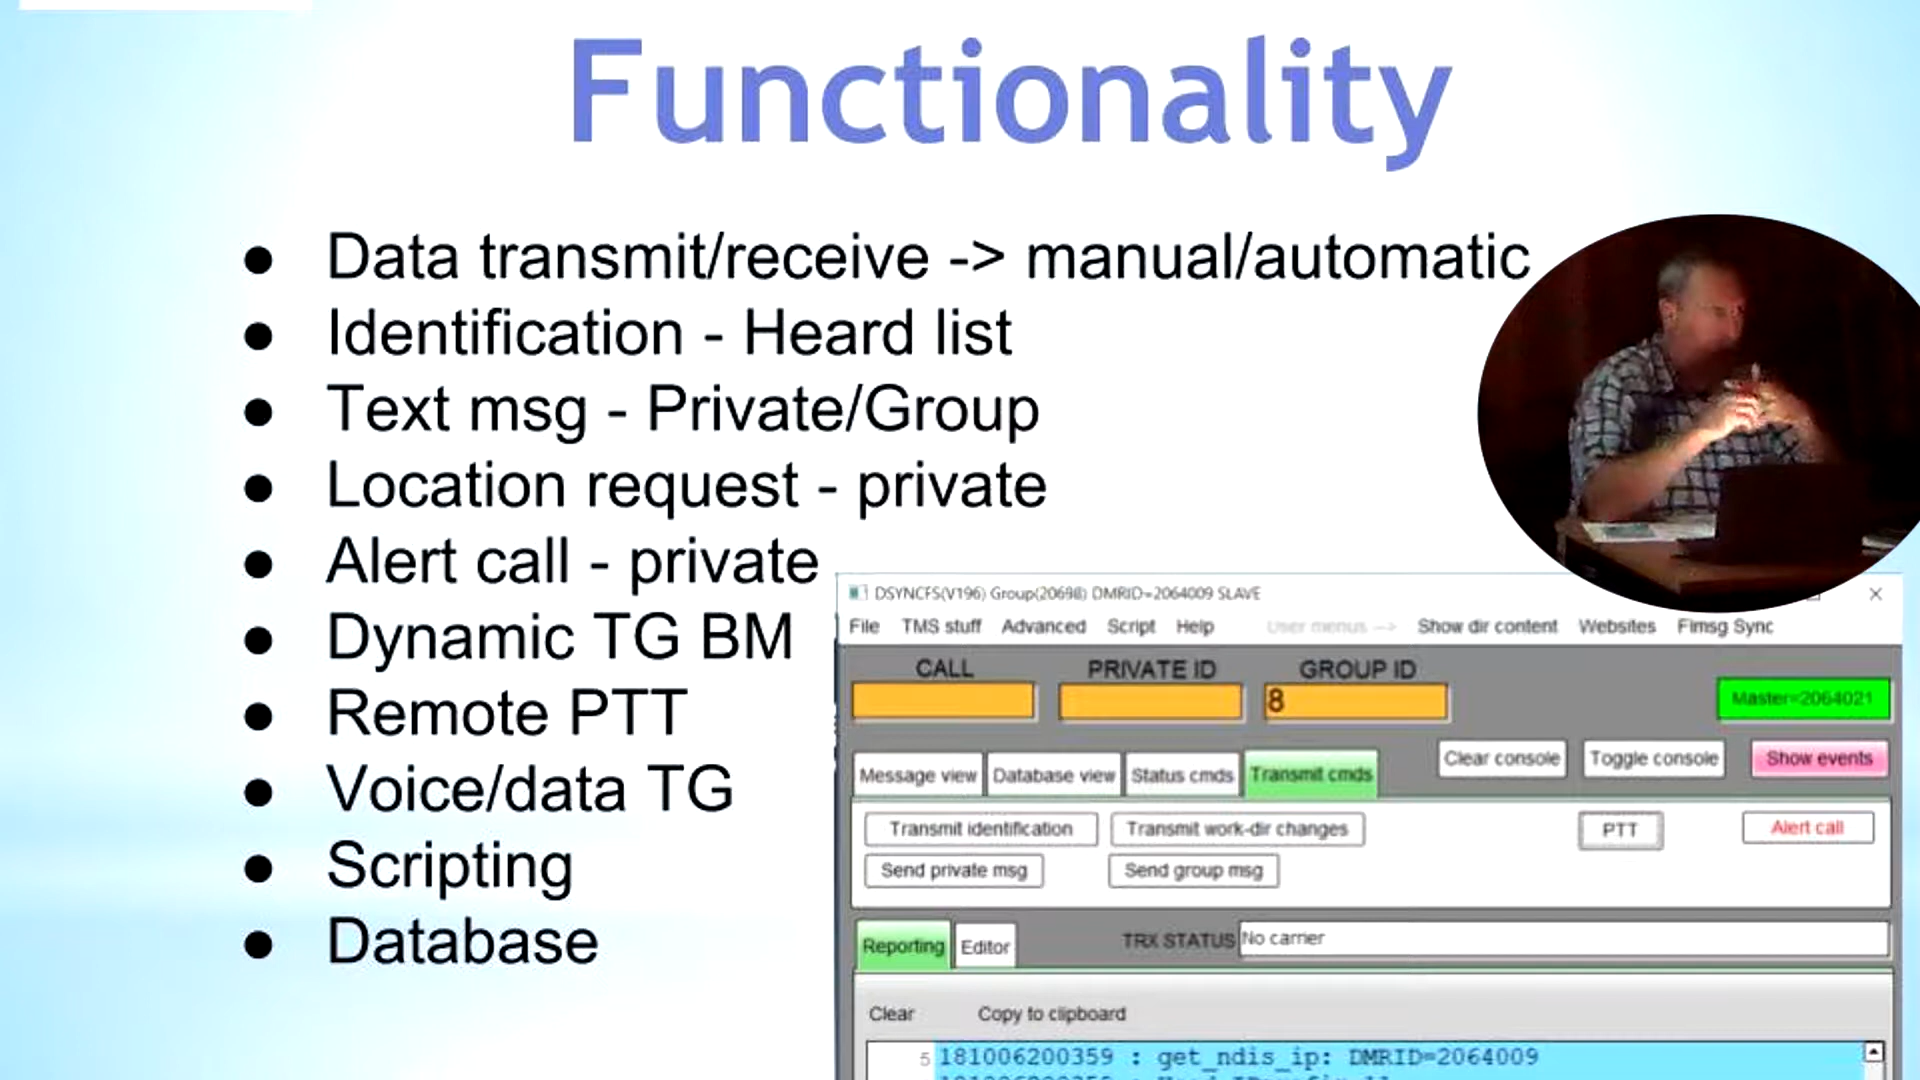 Functionality
● Data transmit/receive -> manual/automatic
● Identification - Heard list
● Text msg - Private/Group
● Location request - private
● Alert call - private
● Dynamic TG BM
● Remote PTT
● Voice/data TG
● Scripting
● Database
DSYNCFS(V196) Group(20698) DMRID=2064009 SLAVE
File TMS stuff Advanced Script Help User menus --> Show dir content Websites Flmsg Sync
CALL PRIVATE ID GROUP ID
8 Master=2064021
Message view Database view Status cmds Transmit cmds Clear console Toggle console Show events
Transmit identification Transmit work-dir changes PTT Alert call
Send private msg Send group msg
Reporting Editor TRX STATUS No carrier
Clear Copy to clipboard
5 181006200359 : get_ndis_ip: DMRID=2064009